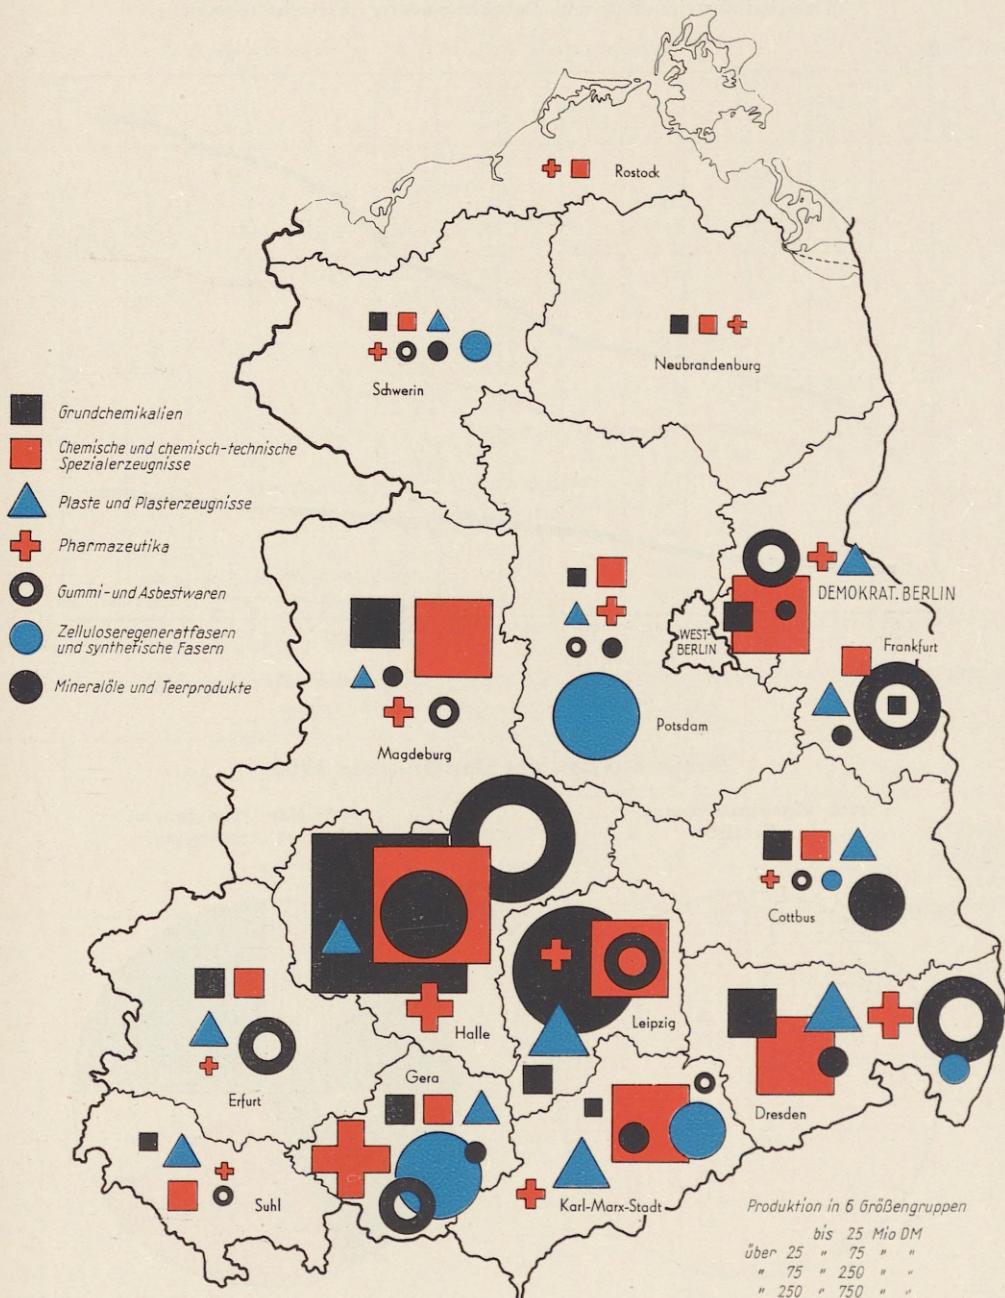 Rostock
Schwerin
Neubrandenburg
Grundchemikalien
Chemische und chemisch-technische
Spezialerzeugnisse
Plaste und Plasterzeugnisse
Pharmazeutika
Gummi- und Asbestwaren
Zelluloseregeneratfasern
und synthetische Fasern
Mineralöle und Teerprodukte
DEMOKRAT. BERLIN
WEST-
BERLIN
Frankfurt
Potsdam
Magdeburg
Cottbus
Halle
Leipzig
Erfurt
Gera
Dresden
Suhl
Karl-Marx-Stadt
Produktion in 6 Größengruppen
bis 25 Mio DM
über 25 " 75 " "
" 75 " 250 " "
" 250 " 750 " "